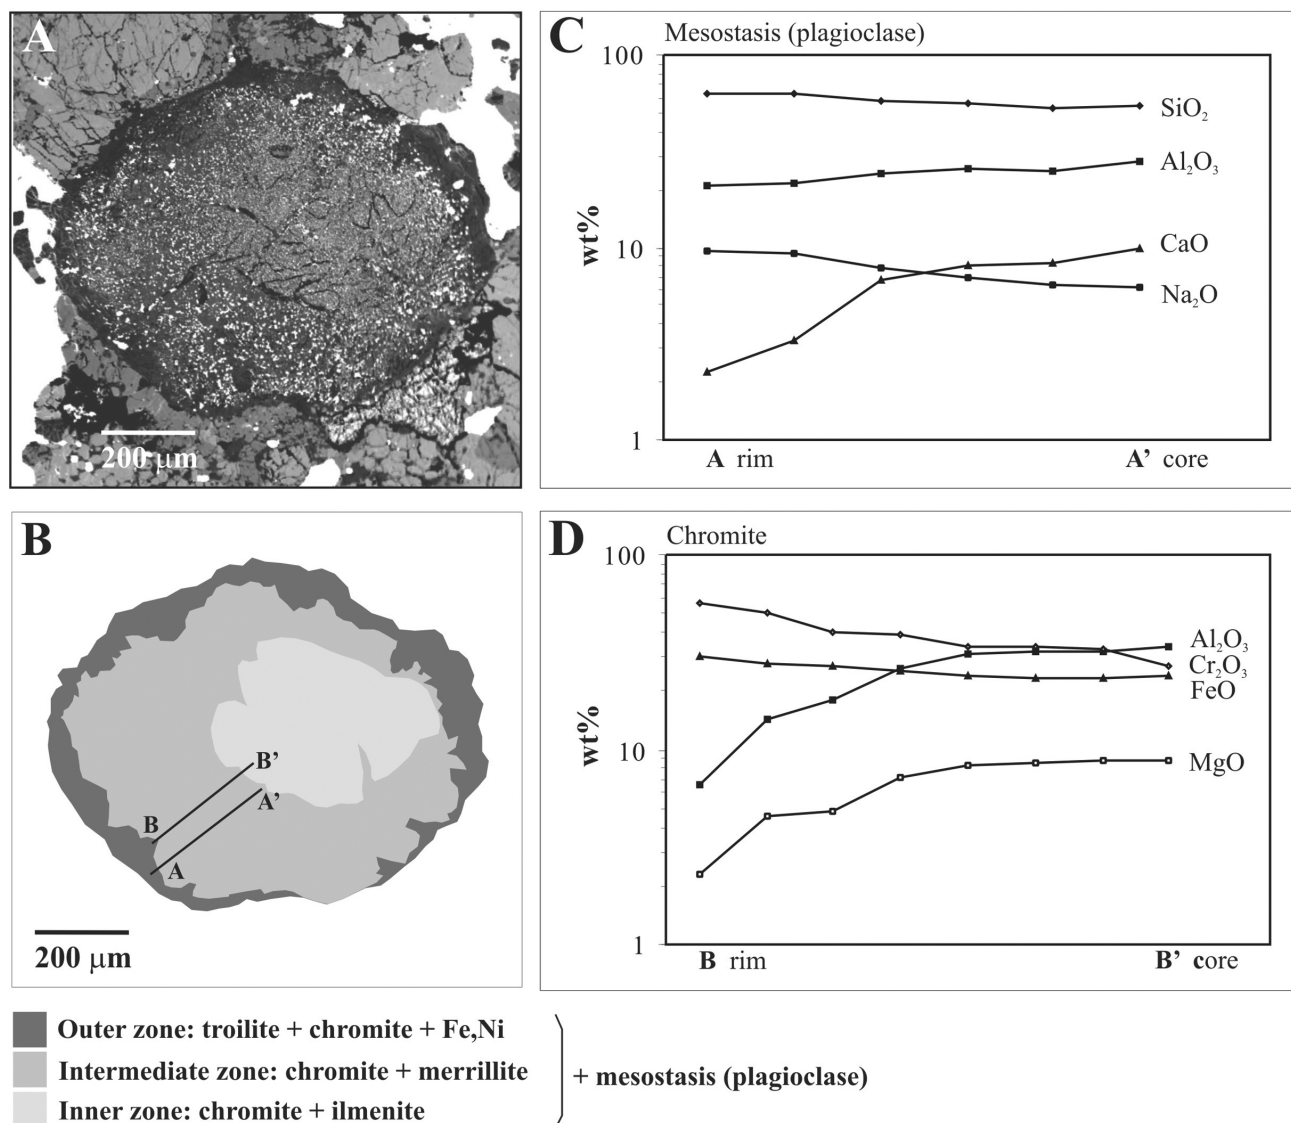 A
200 µm
B
B'
A'
B
A
200 µm
C
Mesostasis (plagioclase)
100
10
1
wt%
SiO₂
Al₂O₃
CaO
Na₂O
A rim
A' core
D
Chromite
100
10
1
wt%
Al₂O₃
Cr₂O₃
FeO
MgO
B rim
B' core
Outer zone: troilite + chromite + Fe,Ni
Intermediate zone: chromite + merrillite
Inner zone: chromite + ilmenite
+ mesostasis (plagioclase)